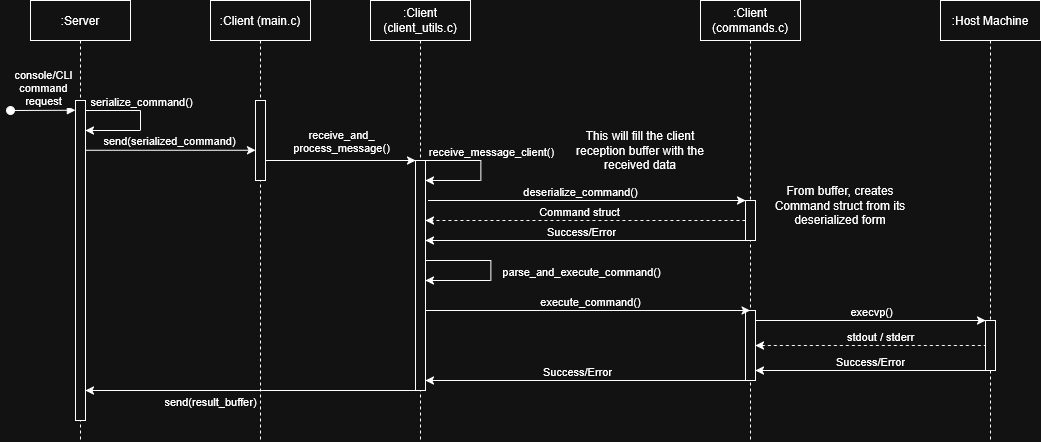 :Server
:Client (main.c)
:Client
(client_utils.c)
:Client
(commands.c)
:Host Machine
console/CLI
command
request
serialize_command()
send(serialized_command)
receive_and_
process_message()
receive_message_client()
This will fill the client
reception buffer with the
received data
deserialize_command()
Command struct
Success/Error
From buffer, creates
Command struct from its
deserialized form
parse_and_execute_command()
execute_command()
execvp()
stdout / stderr
Success/Error
Success/Error
send(result_buffer)